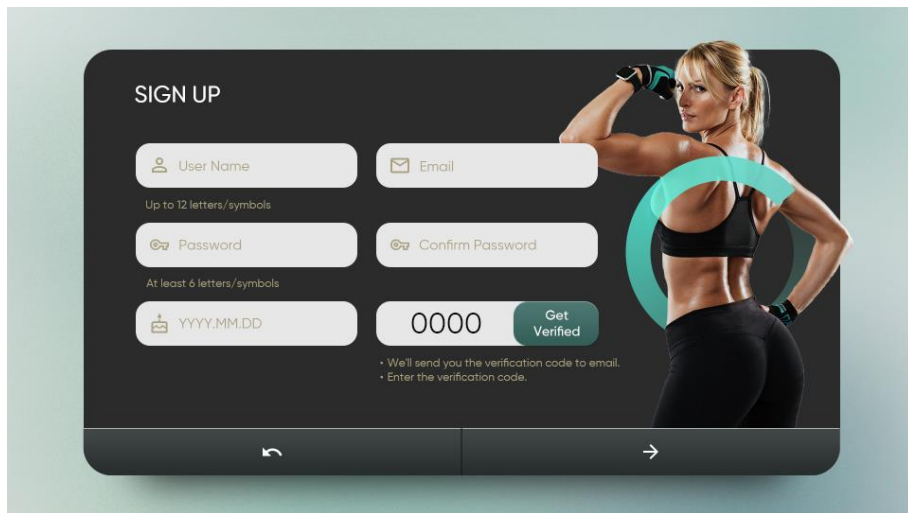 SIGN UP
User Name
Email
Up to 12 letters/symbols
Password
Confirm Password
At least 6 letters/symbols
YYYY.MM.DD
0000
Get
Verified
• We'll send you the verification code to email.
• Enter the verification code.